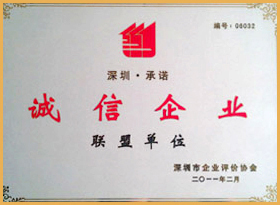 编号：G6032
深圳·承诺
诚信企业
联盟单位
深圳市企业评价协会
二〇一一年二月